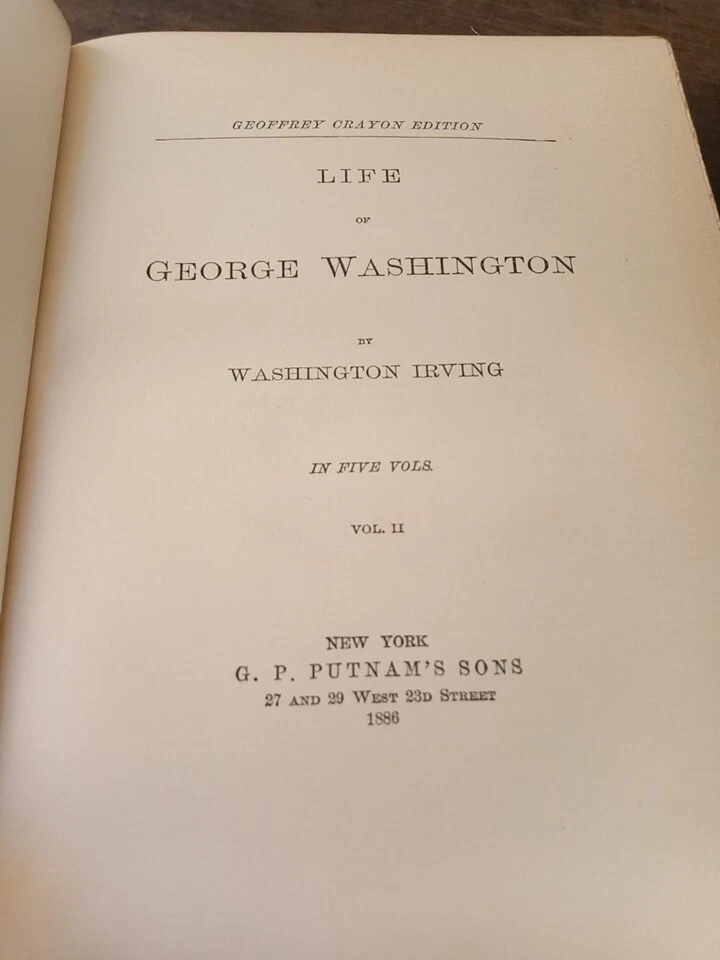 GEOFFREY CRAYON EDITION
LIFE
OF
GEORGE WASHINGTON
BY
WASHINGTON IRVING
IN FIVE VOLS.
VOL. II
NEW YORK
G. P. PUTNAM'S SONS
27 AND 29 WEST 23D STREET
1886